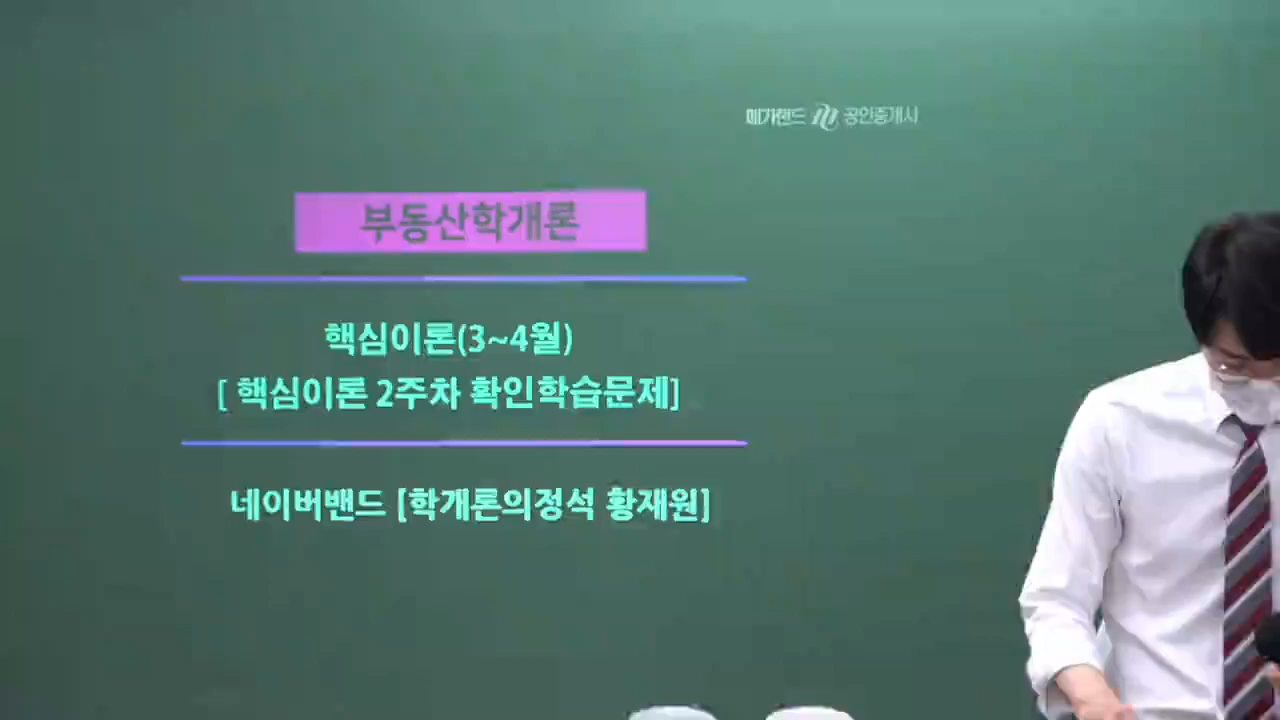 메가랜드 공인중개사
부동산학개론
핵심이론(3~4월)
[ 핵심이론 2주차 확인학습문제]
네이버밴드 [학개론의정석 황재원]